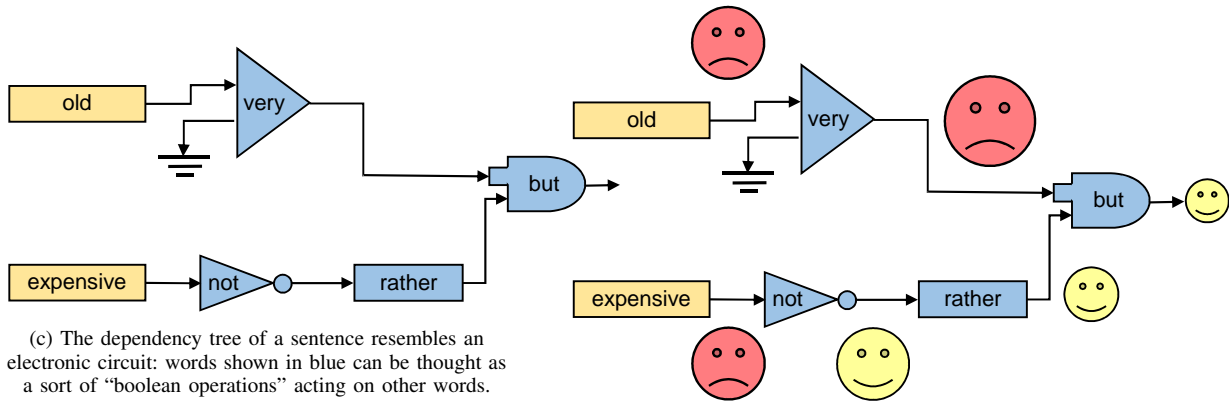 old
very
but
expensive
not
rather
(c) The dependency tree of a sentence resembles an
electronic circuit: words shown in blue can be thought as
a sort of “boolean operations” acting on other words.
old
very
but
expensive
not
rather